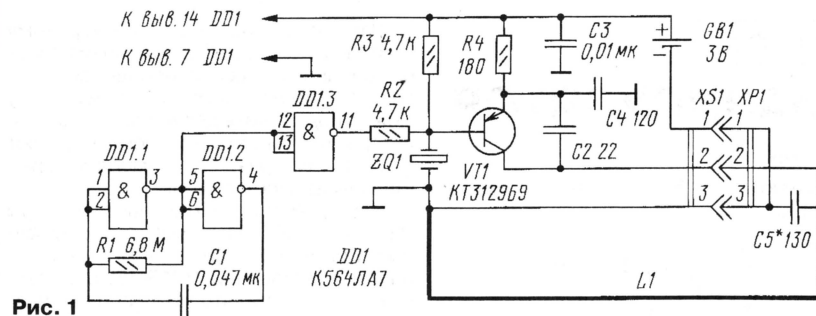 К выв. 14 DD1
К выв. 7 DD1
R3 4,7к
R4
180
C3
0,01 мк
+
−
GB1
3В
DD1.3
12
13
&
11
R2
4,7к
C4 120
XS1
XP1
1
1
DD1.1
DD1.2
1
2
&
3
5
6
&
4
ZQ1
VT1
КТ3129Б9
C2 22
2
2
3
3
R1 6,8 М
C1
0,047 мк
DD1
К564ЛА7
C5* 130
L1
Рис. 1